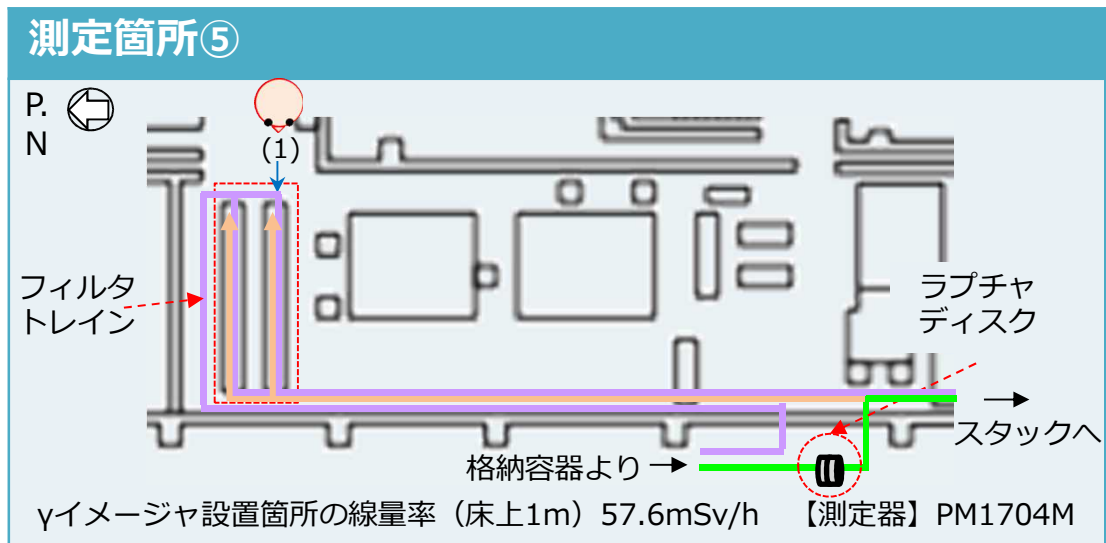 測定箇所⑤
P.
N
(1)
フィルタ
トレイン
ラプチャ
ディスク
スタックへ
格納容器より
γイメージャ設置箇所の線量率（床上1m）57.6mSv/h 【測定器】PM1704M